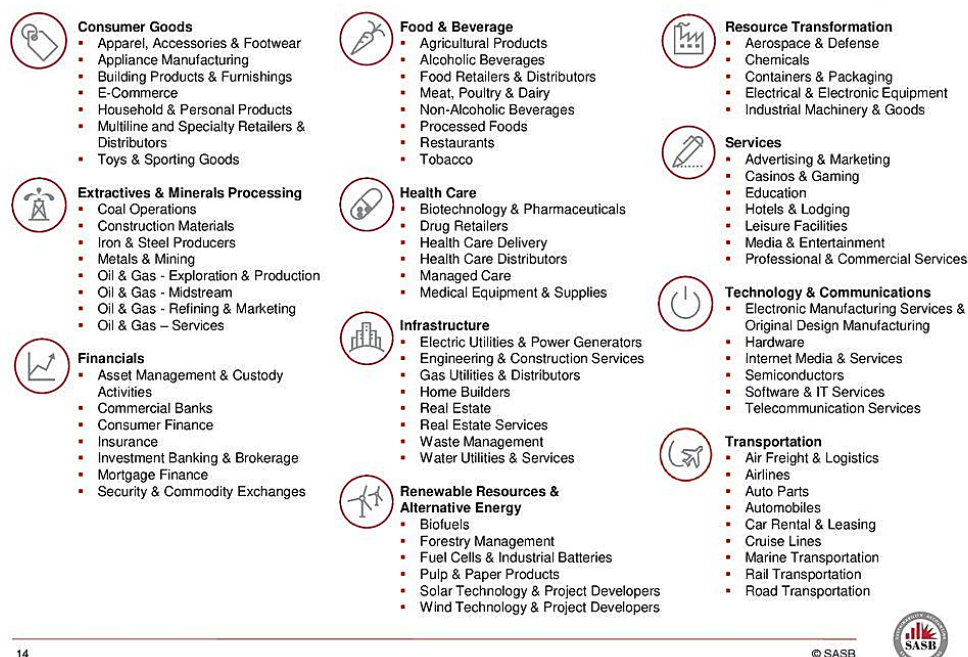 Consumer Goods
▪ Apparel, Accessories & Footwear
▪ Appliance Manufacturing
▪ Building Products & Furnishings
▪ E-Commerce
▪ Household & Personal Products
▪ Multiline and Specialty Retailers &
Distributors
▪ Toys & Sporting Goods
Extractives & Minerals Processing
▪ Coal Operations
▪ Construction Materials
▪ Iron & Steel Producers
▪ Metals & Mining
▪ Oil & Gas - Exploration & Production
▪ Oil & Gas - Midstream
▪ Oil & Gas - Refining & Marketing
▪ Oil & Gas – Services
Financials
▪ Asset Management & Custody
Activities
▪ Commercial Banks
▪ Consumer Finance
▪ Insurance
▪ Investment Banking & Brokerage
▪ Mortgage Finance
▪ Security & Commodity Exchanges
Food & Beverage
▪ Agricultural Products
▪ Alcoholic Beverages
▪ Food Retailers & Distributors
▪ Meat, Poultry & Dairy
▪ Non-Alcoholic Beverages
▪ Processed Foods
▪ Restaurants
▪ Tobacco
Health Care
▪ Biotechnology & Pharmaceuticals
▪ Drug Retailers
▪ Health Care Delivery
▪ Health Care Distributors
▪ Managed Care
▪ Medical Equipment & Supplies
Infrastructure
▪ Electric Utilities & Power Generators
▪ Engineering & Construction Services
▪ Gas Utilities & Distributors
▪ Home Builders
▪ Real Estate
▪ Real Estate Services
▪ Waste Management
▪ Water Utilities & Services
Renewable Resources &
Alternative Energy
▪ Biofuels
▪ Forestry Management
▪ Fuel Cells & Industrial Batteries
▪ Pulp & Paper Products
▪ Solar Technology & Project Developers
▪ Wind Technology & Project Developers
Resource Transformation
▪ Aerospace & Defense
▪ Chemicals
▪ Containers & Packaging
▪ Electrical & Electronic Equipment
▪ Industrial Machinery & Goods
Services
▪ Advertising & Marketing
▪ Casinos & Gaming
▪ Education
▪ Hotels & Lodging
▪ Leisure Facilities
▪ Media & Entertainment
▪ Professional & Commercial Services
Technology & Communications
▪ Electronic Manufacturing Services &
Original Design Manufacturing
▪ Hardware
▪ Internet Media & Services
▪ Semiconductors
▪ Software & IT Services
▪ Telecommunication Services
Transportation
▪ Air Freight & Logistics
▪ Airlines
▪ Auto Parts
▪ Automobiles
▪ Car Rental & Leasing
▪ Cruise Lines
▪ Marine Transportation
▪ Rail Transportation
▪ Road Transportation
14
© SASB
SASB